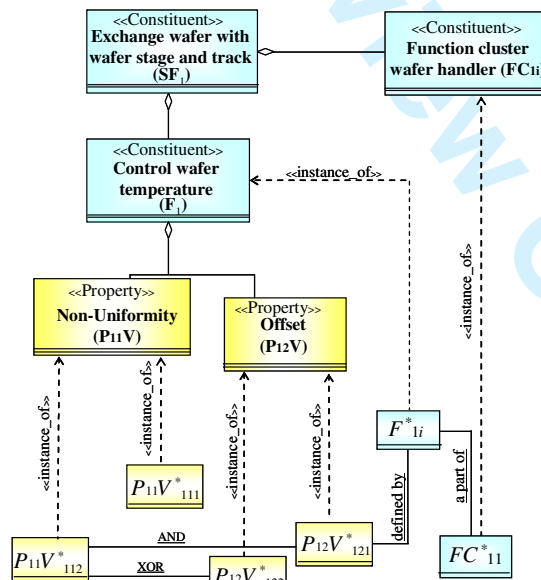 <<Constituent>>
Exchange wafer with
wafer stage and track
(SF1)
<<Constituent>>
Function cluster
wafer handler (FC1i)
<<Constituent>>
Control wafer
temperature
(F1)
<<instance_of>>
<<instance_of>>
<<Property>>
Non-Uniformity
(P11V)
<<Property>>
Offset
(P12V)
<<instance_of>>
<<instance_of>>
<<instance_of>>
<<instance_of>>
F*1i
defined by
a part of
P11V*111
P11V*112
AND
P12V*121
XOR
FC*11